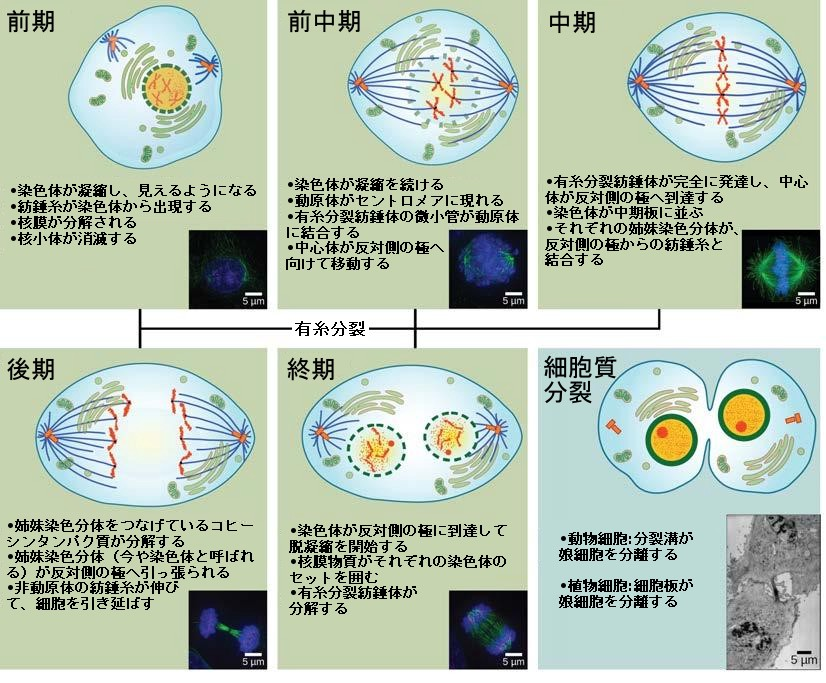 前期
•染色体が凝縮し、見えるようになる
•紡錘糸が染色体から出現する
•核膜が分解される
•核小体が消滅する
5 μm
前中期
•染色体が凝縮を続ける
•動原体がセントロメアに現れる
•有糸分裂紡錘体の微小管が動原体
に結合する
•中心体が反対側の極へ
向けて移動する
5 μm
中期
•有糸分裂紡錘体が完全に発達し、中心
体が反対側の極へ到達する
•染色体が中期板に並ぶ
•それぞれの姉妹染色分体が、
反対側の極からの紡錘糸と
結合する
5 μm
有糸分裂
後期
•姉妹染色分体をつなげているコヒー
シンタンパク質が分解する
•姉妹染色分体（今や染色体と呼ばれ
る）が反対側の極へ引っ張られる
•非動原体の紡錘糸が伸び
て、細胞を引き延ばす
5 μm
終期
•染色体が反対側の極に到達して
脱凝縮を開始する
•核膜物質がそれぞれの染色体の
セットを囲む
•有糸分裂紡錘体が
分解する
5 μm
細胞質
分裂
•動物細胞:分裂溝が
娘細胞を分離する
•植物細胞:細胞板が
娘細胞を分離する
5 μm